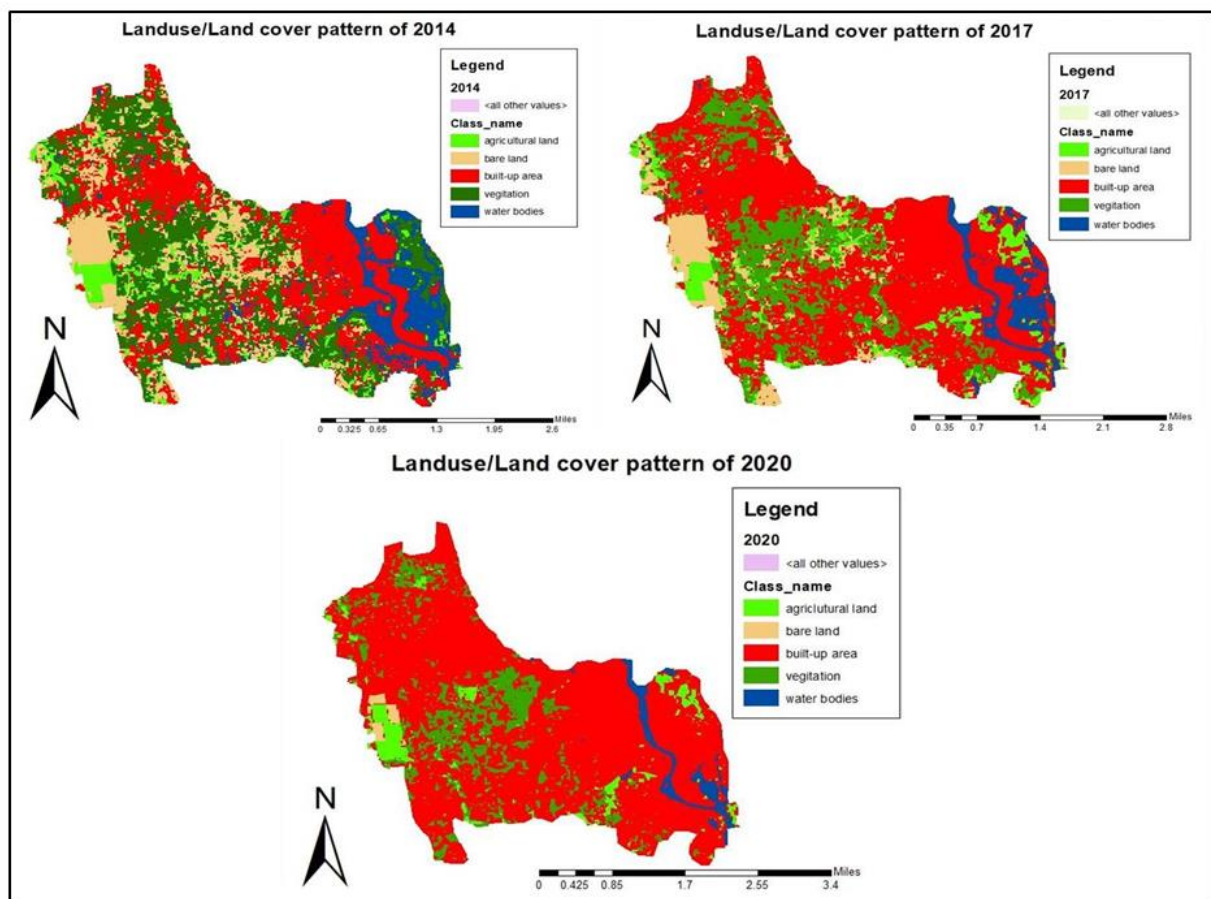 Landuse/Land cover pattern of 2014
Legend
2014
<all other values>
Class_name
agricultural land
bare land
built-up area
vegitation
water bodies
N
Miles
0 0.325 0.65 1.3 1.95 2.6
Landuse/Land cover pattern of 2017
Legend
2017
<all other values>
Class_name
agricultural land
bare land
built-up area
vegitation
water bodies
N
Miles
0 0.35 0.7 1.4 2.1 2.8
Landuse/Land cover pattern of 2020
Legend
2020
<all other values>
Class_name
agriclutural land
bare land
built-up area
vegitation
water bodies
N
Miles
0 0.425 0.85 1.7 2.55 3.4